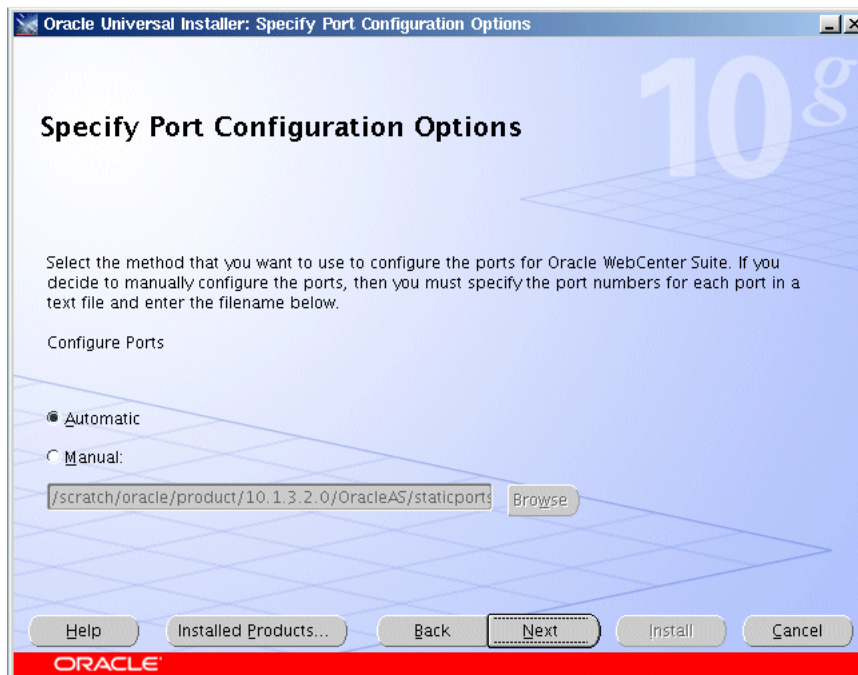 Oracle Universal Installer: Specify Port Configuration Options
10g
Specify Port Configuration Options
Select the method that you want to use to configure the ports for Oracle WebCenter Suite. If you
decide to manually configure the ports, then you must specify the port numbers for each port in a
text file and enter the filename below.
Configure Ports
Automatic
Manual:
/scratch/oracle/product/10.1.3.2.0/OracleAS/staticports
Browse
Help Installed Products... Back Next Install Cancel
ORACLE